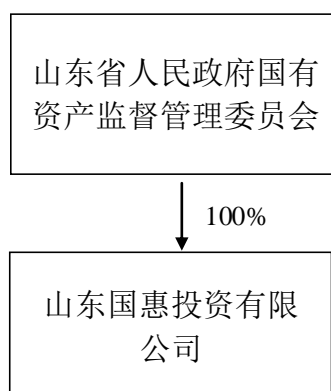 山东省人民政府国有
资产监督管理委员会
100%
山东国惠投资有限
公司